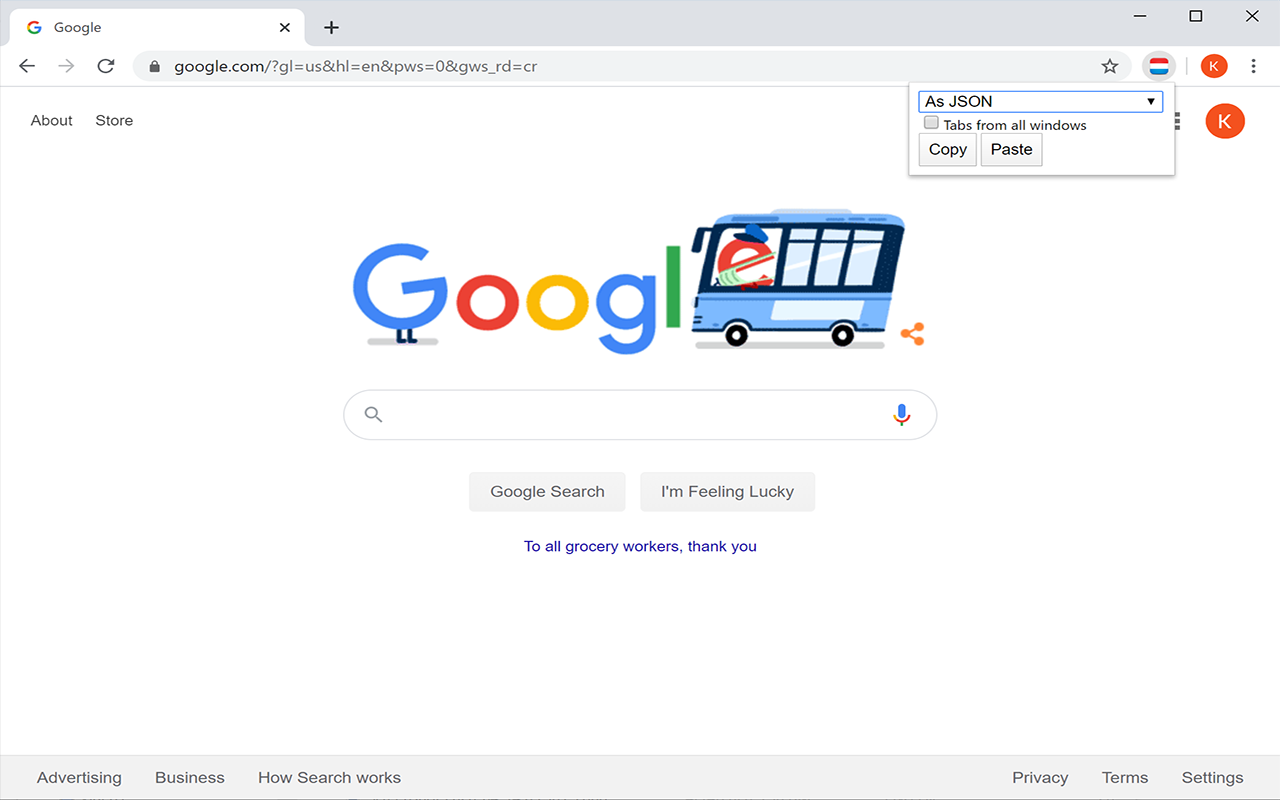 Google
google.com/?gl=us&hl=en&pws=0&gws_rd=cr
K
As JSON
Tabs from all windows
Copy Paste
About Store
K
Google
Google Search I'm Feeling Lucky
To all grocery workers, thank you
Advertising Business How Search works Privacy Terms Settings